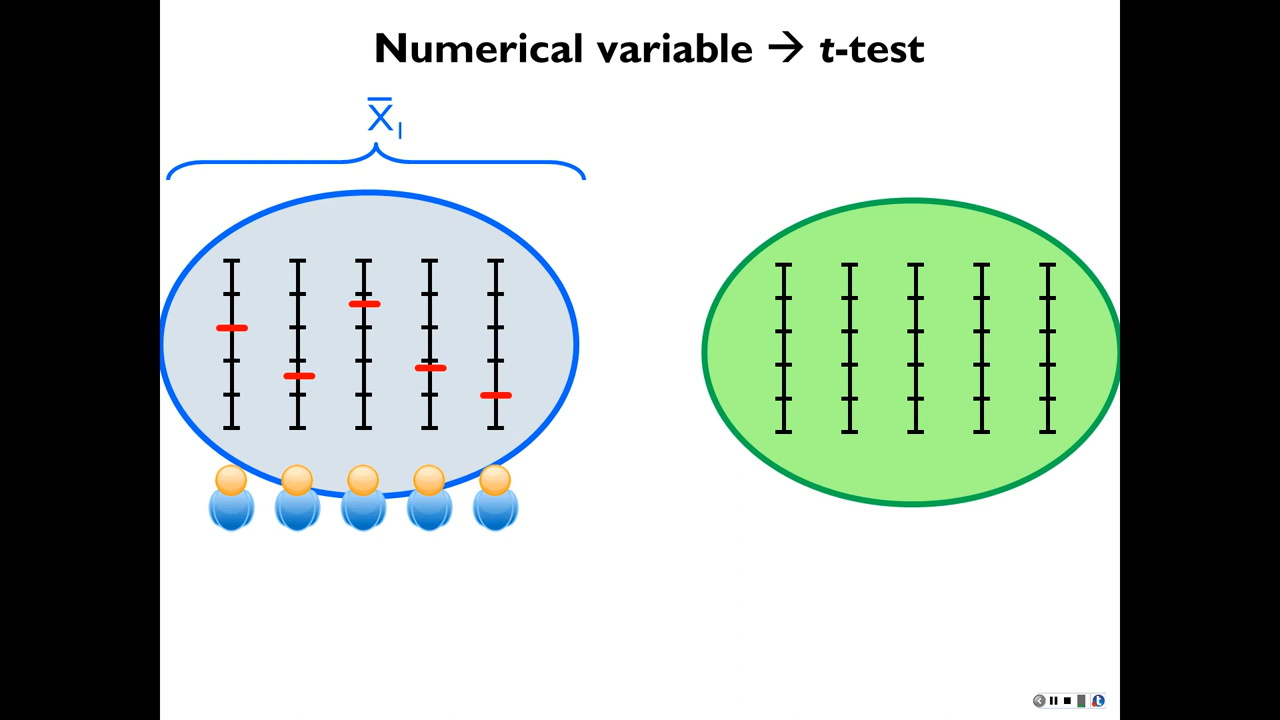 Numerical variable → t-test
X̅₁